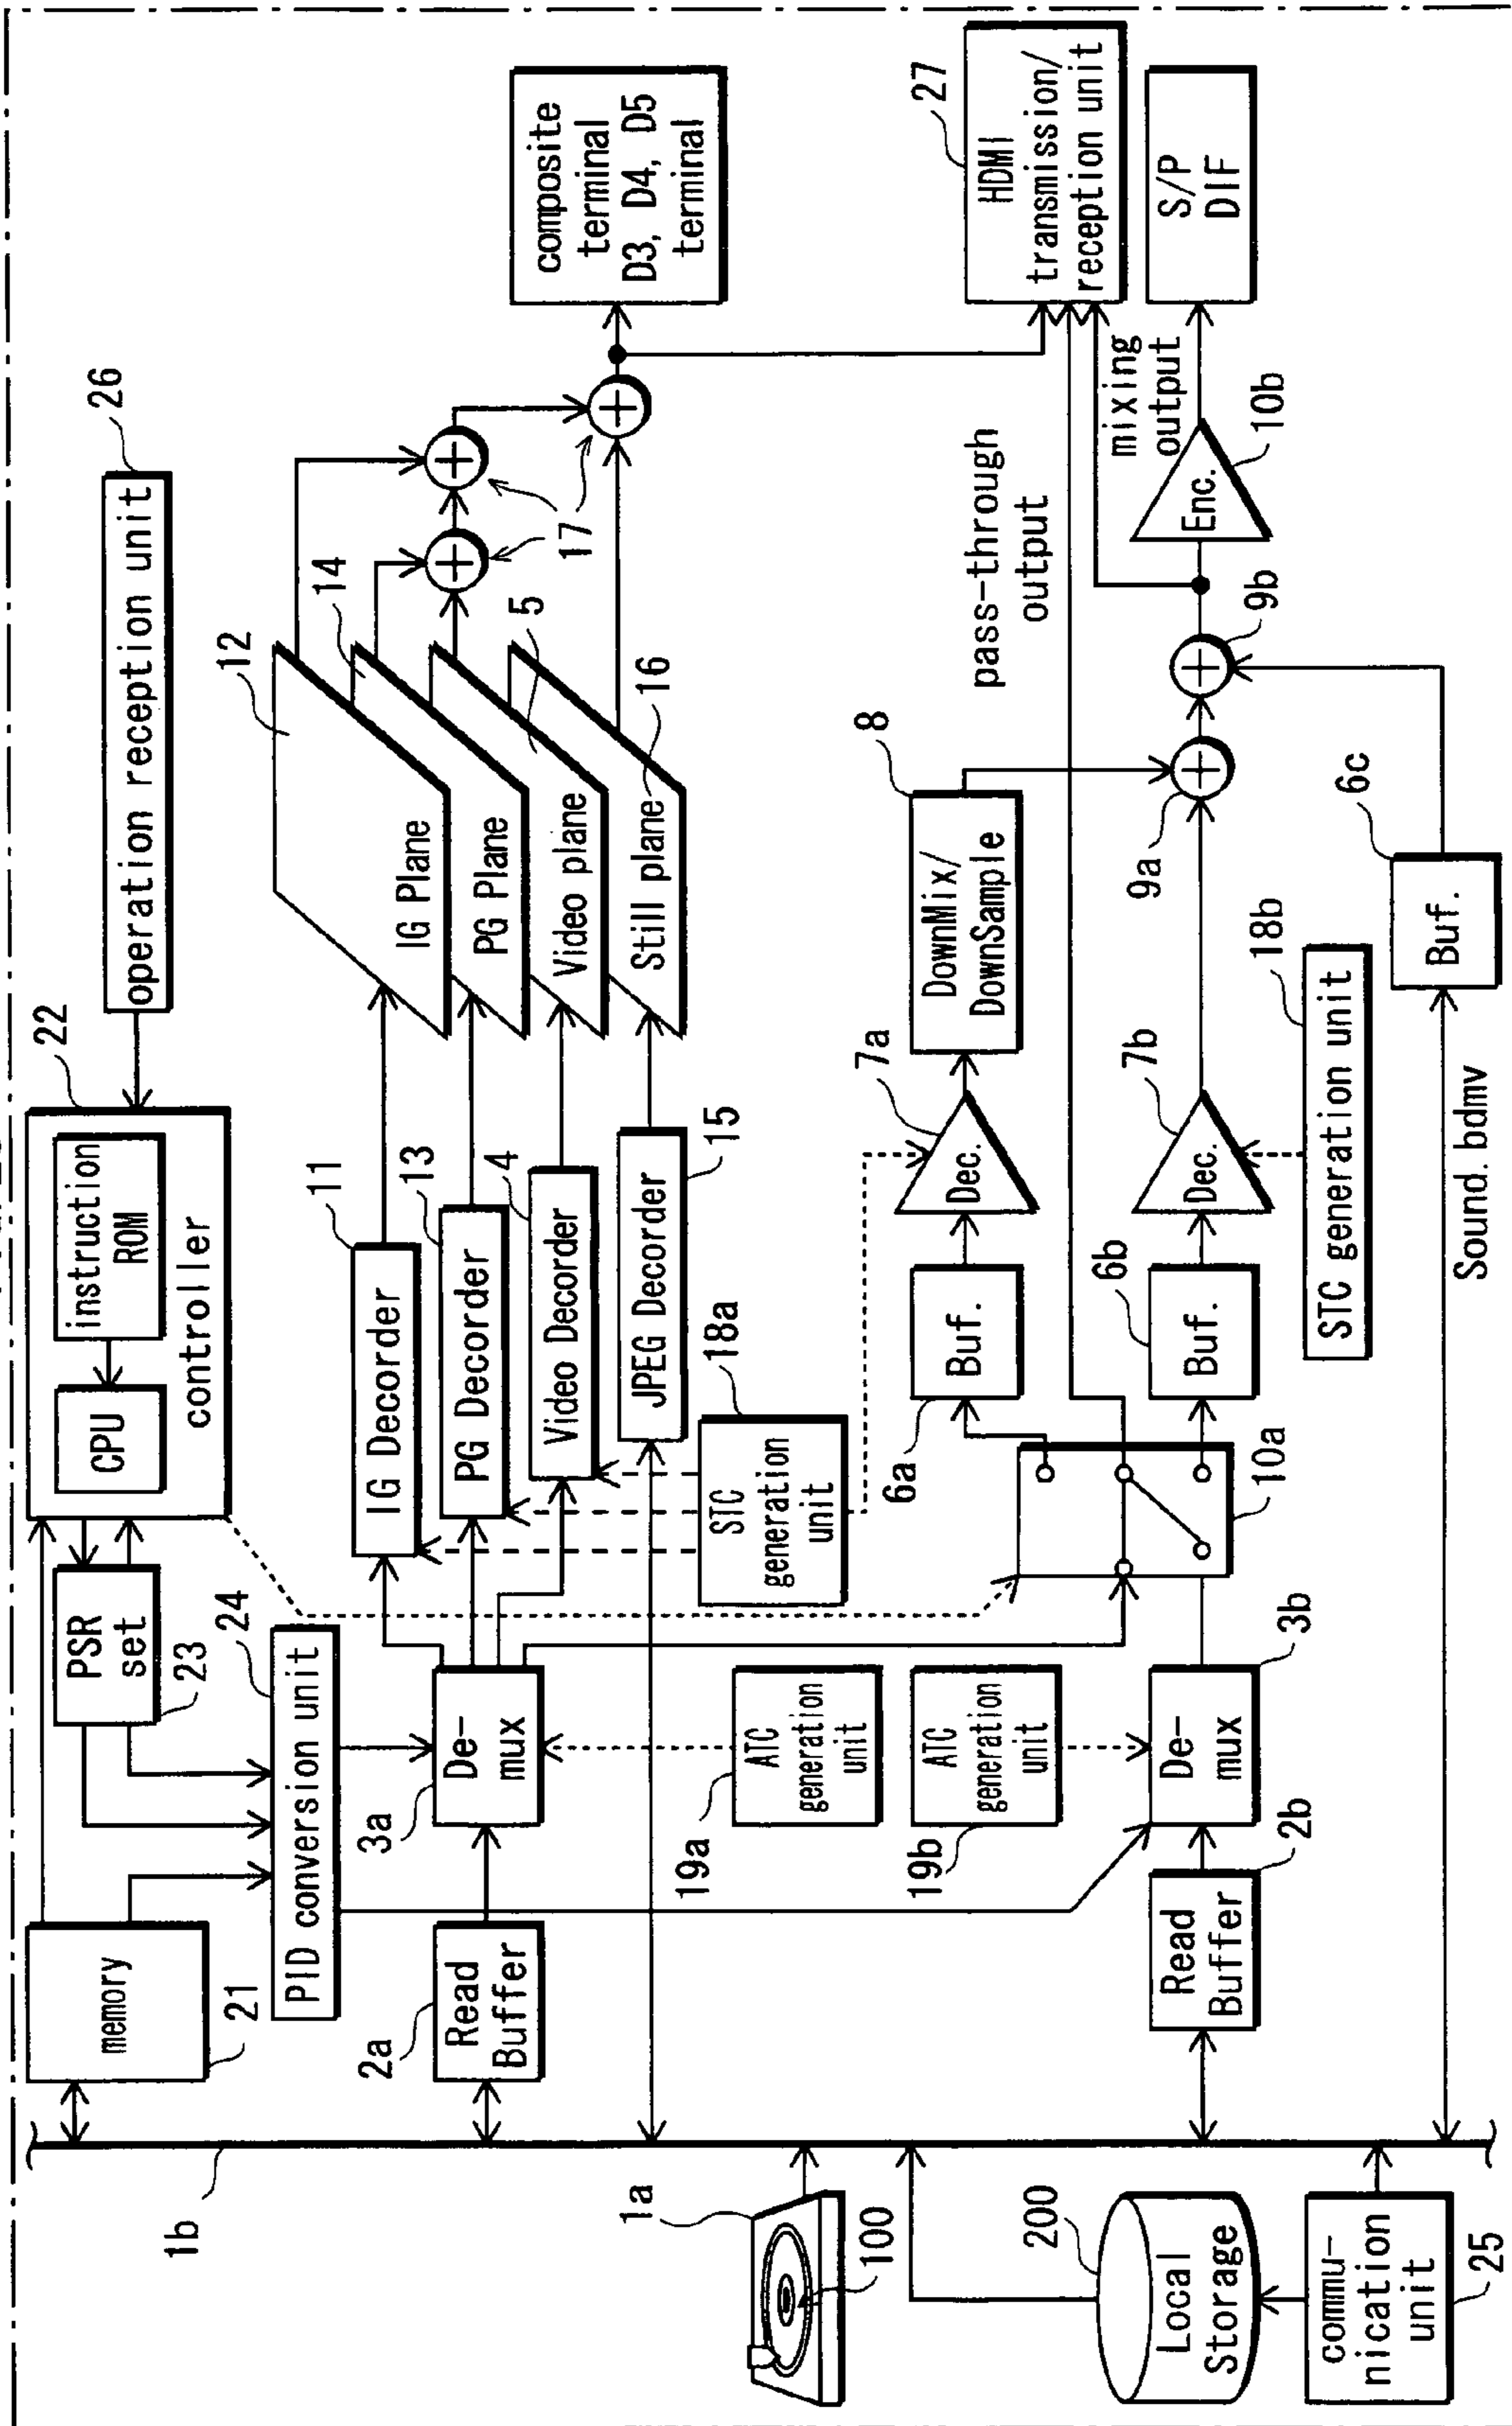 26
operation reception unit
22
instruction
ROM
CPU
controller
PSR
set
23
memory
21
24
PID conversion unit
12
14
5
16
17
IG Plane
PG Plane
Video plane
Still plane
composite
terminal
D3, D4, D5
terminal
11
IG Decorder
13
PG Decorder
4
Video Decorder
15
JPEG Decorder
18a
STC
generation
unit
3a
De-
mux
2a
Read
Buffer
19a
ATC
generation
unit
19b
ATC
generation
unit
27
HDMI
transmission/
reception unit
S/P
DIF
pass-through
output
mixing
output
10b
Enc.
9b
9a
8
DownMix/
DownSample
7a
Dec.
7b
Dec.
6a
Buf.
6b
Buf.
6c
Buf.
18b
STC generation unit
Sound. bdmv
10a
3b
De-
mux
2b
Read
Buffer
1b
1a
100
200
Local
Storage
commu-
nication
unit
25